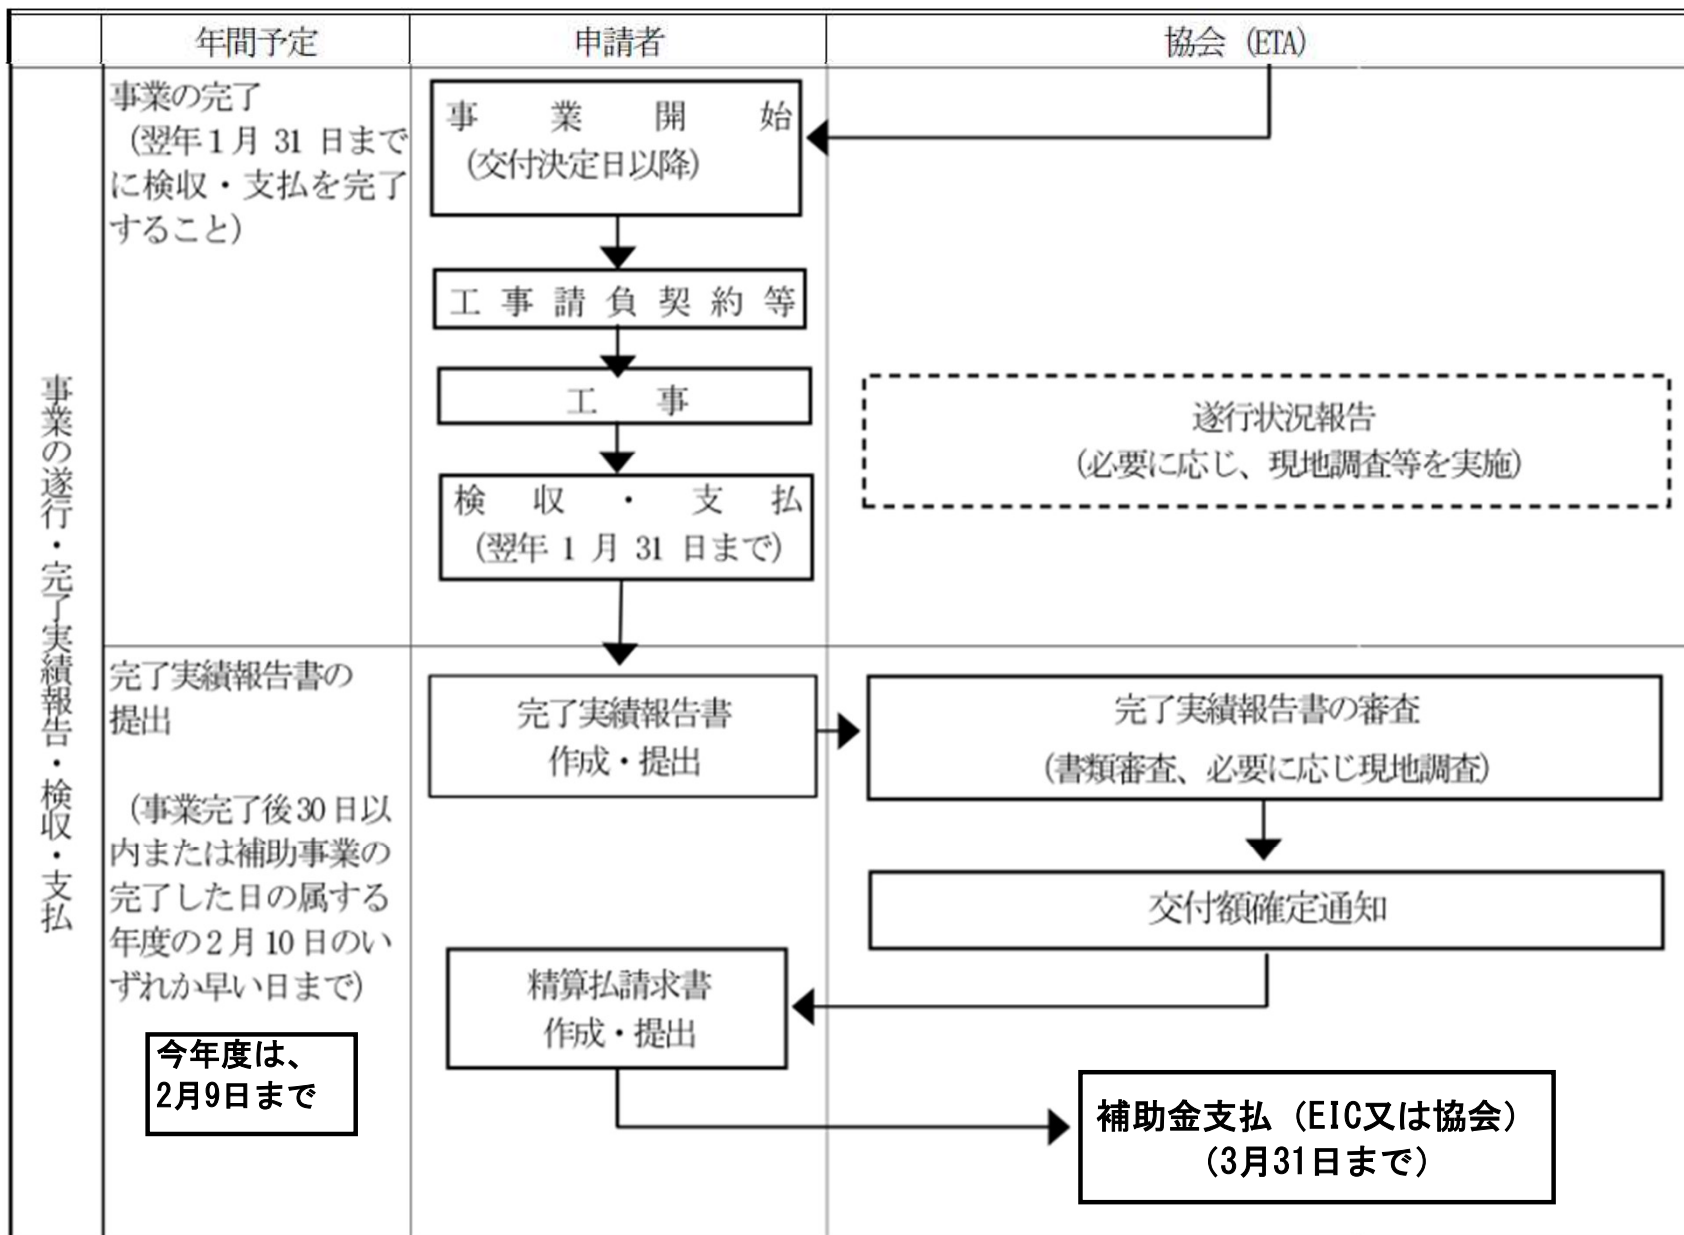 年間予定
申請者
協会 (ETA)
事業の遂行・完了実績報告・検収・支払
事業の完了
(翌年1月 31 日まで
に検収・支払を完了
すること)
事業開始
(交付決定日以降)
工事請負契約等
工事
検収・支払
(翌年 1 月 31 日まで)
遂行状況報告
(必要に応じ、現地調査等を実施)
完了実績報告書の
提出
(事業完了後30日以
内または補助事業の
完了した日の属する
年度の2月10日のい
ずれか早い日まで)
今年度は、
2月9日まで
完了実績報告書
作成・提出
完了実績報告書の審査
(書類審査、必要に応じ現地調査)
交付額確定通知
精算払請求書
作成・提出
補助金支払(EIC又は協会)
(3月31日まで)